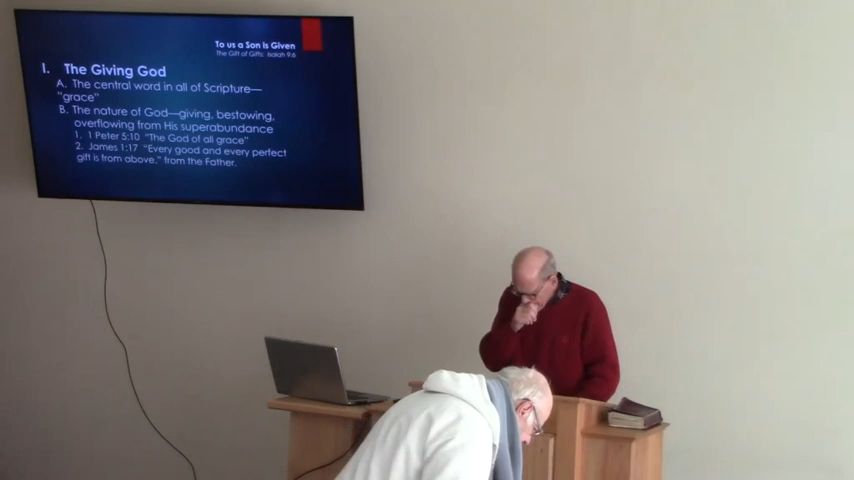 To us a Son is Given
The Gift of Gifts: Isaiah 9:6
I. The Giving God
A. The central word in all of Scripture—
"grace"
B. The nature of God—giving, bestowing,
overflowing from His superabundance
1. 1 Peter 5:10 "The God of all grace"
2. James 1:17 "Every good and every perfect
gift is from above," from the Father.